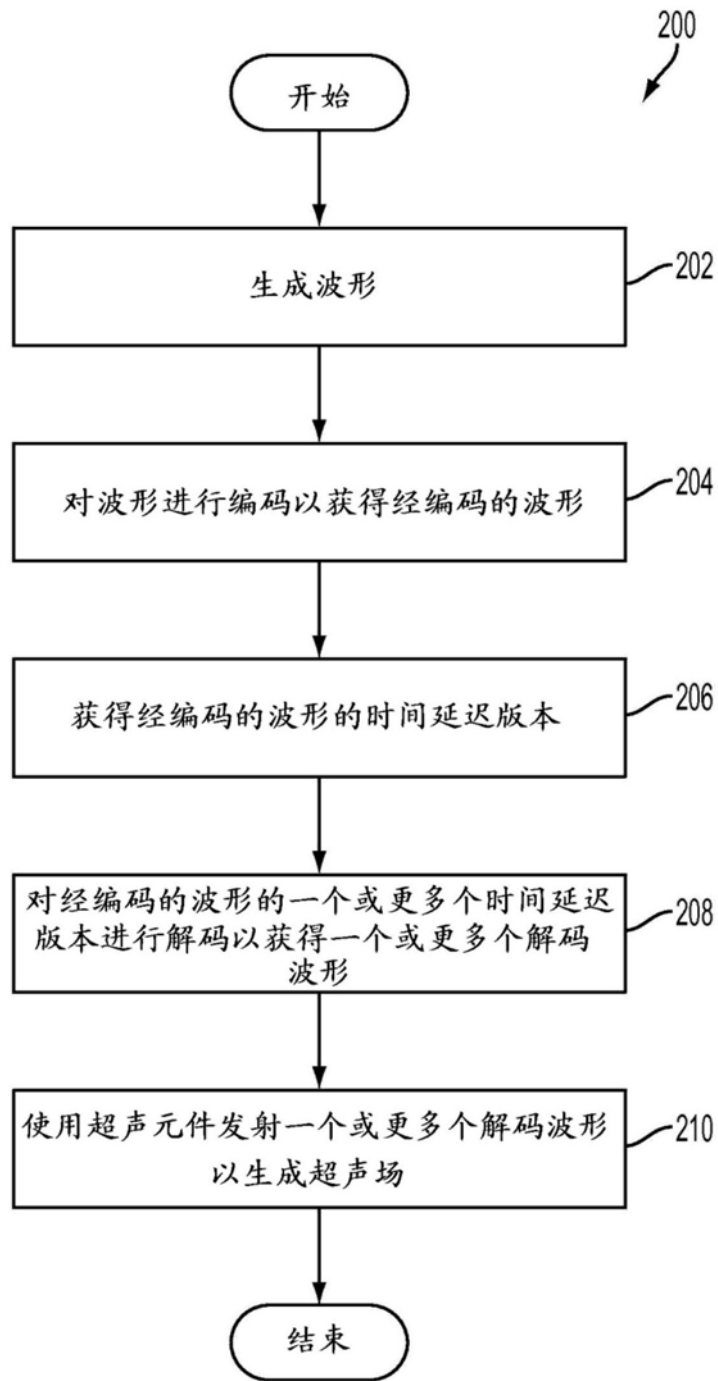 200
开始
生成波形
202
对波形进行编码以获得经编码的波形
204
获得经编码的波形的时间延迟版本
206
对经编码的波形的一个或更多个时间延迟
版本进行解码以获得一个或更多个解码
波形
208
使用超声元件发射一个或更多个解码波形
以生成超声场
210
结束